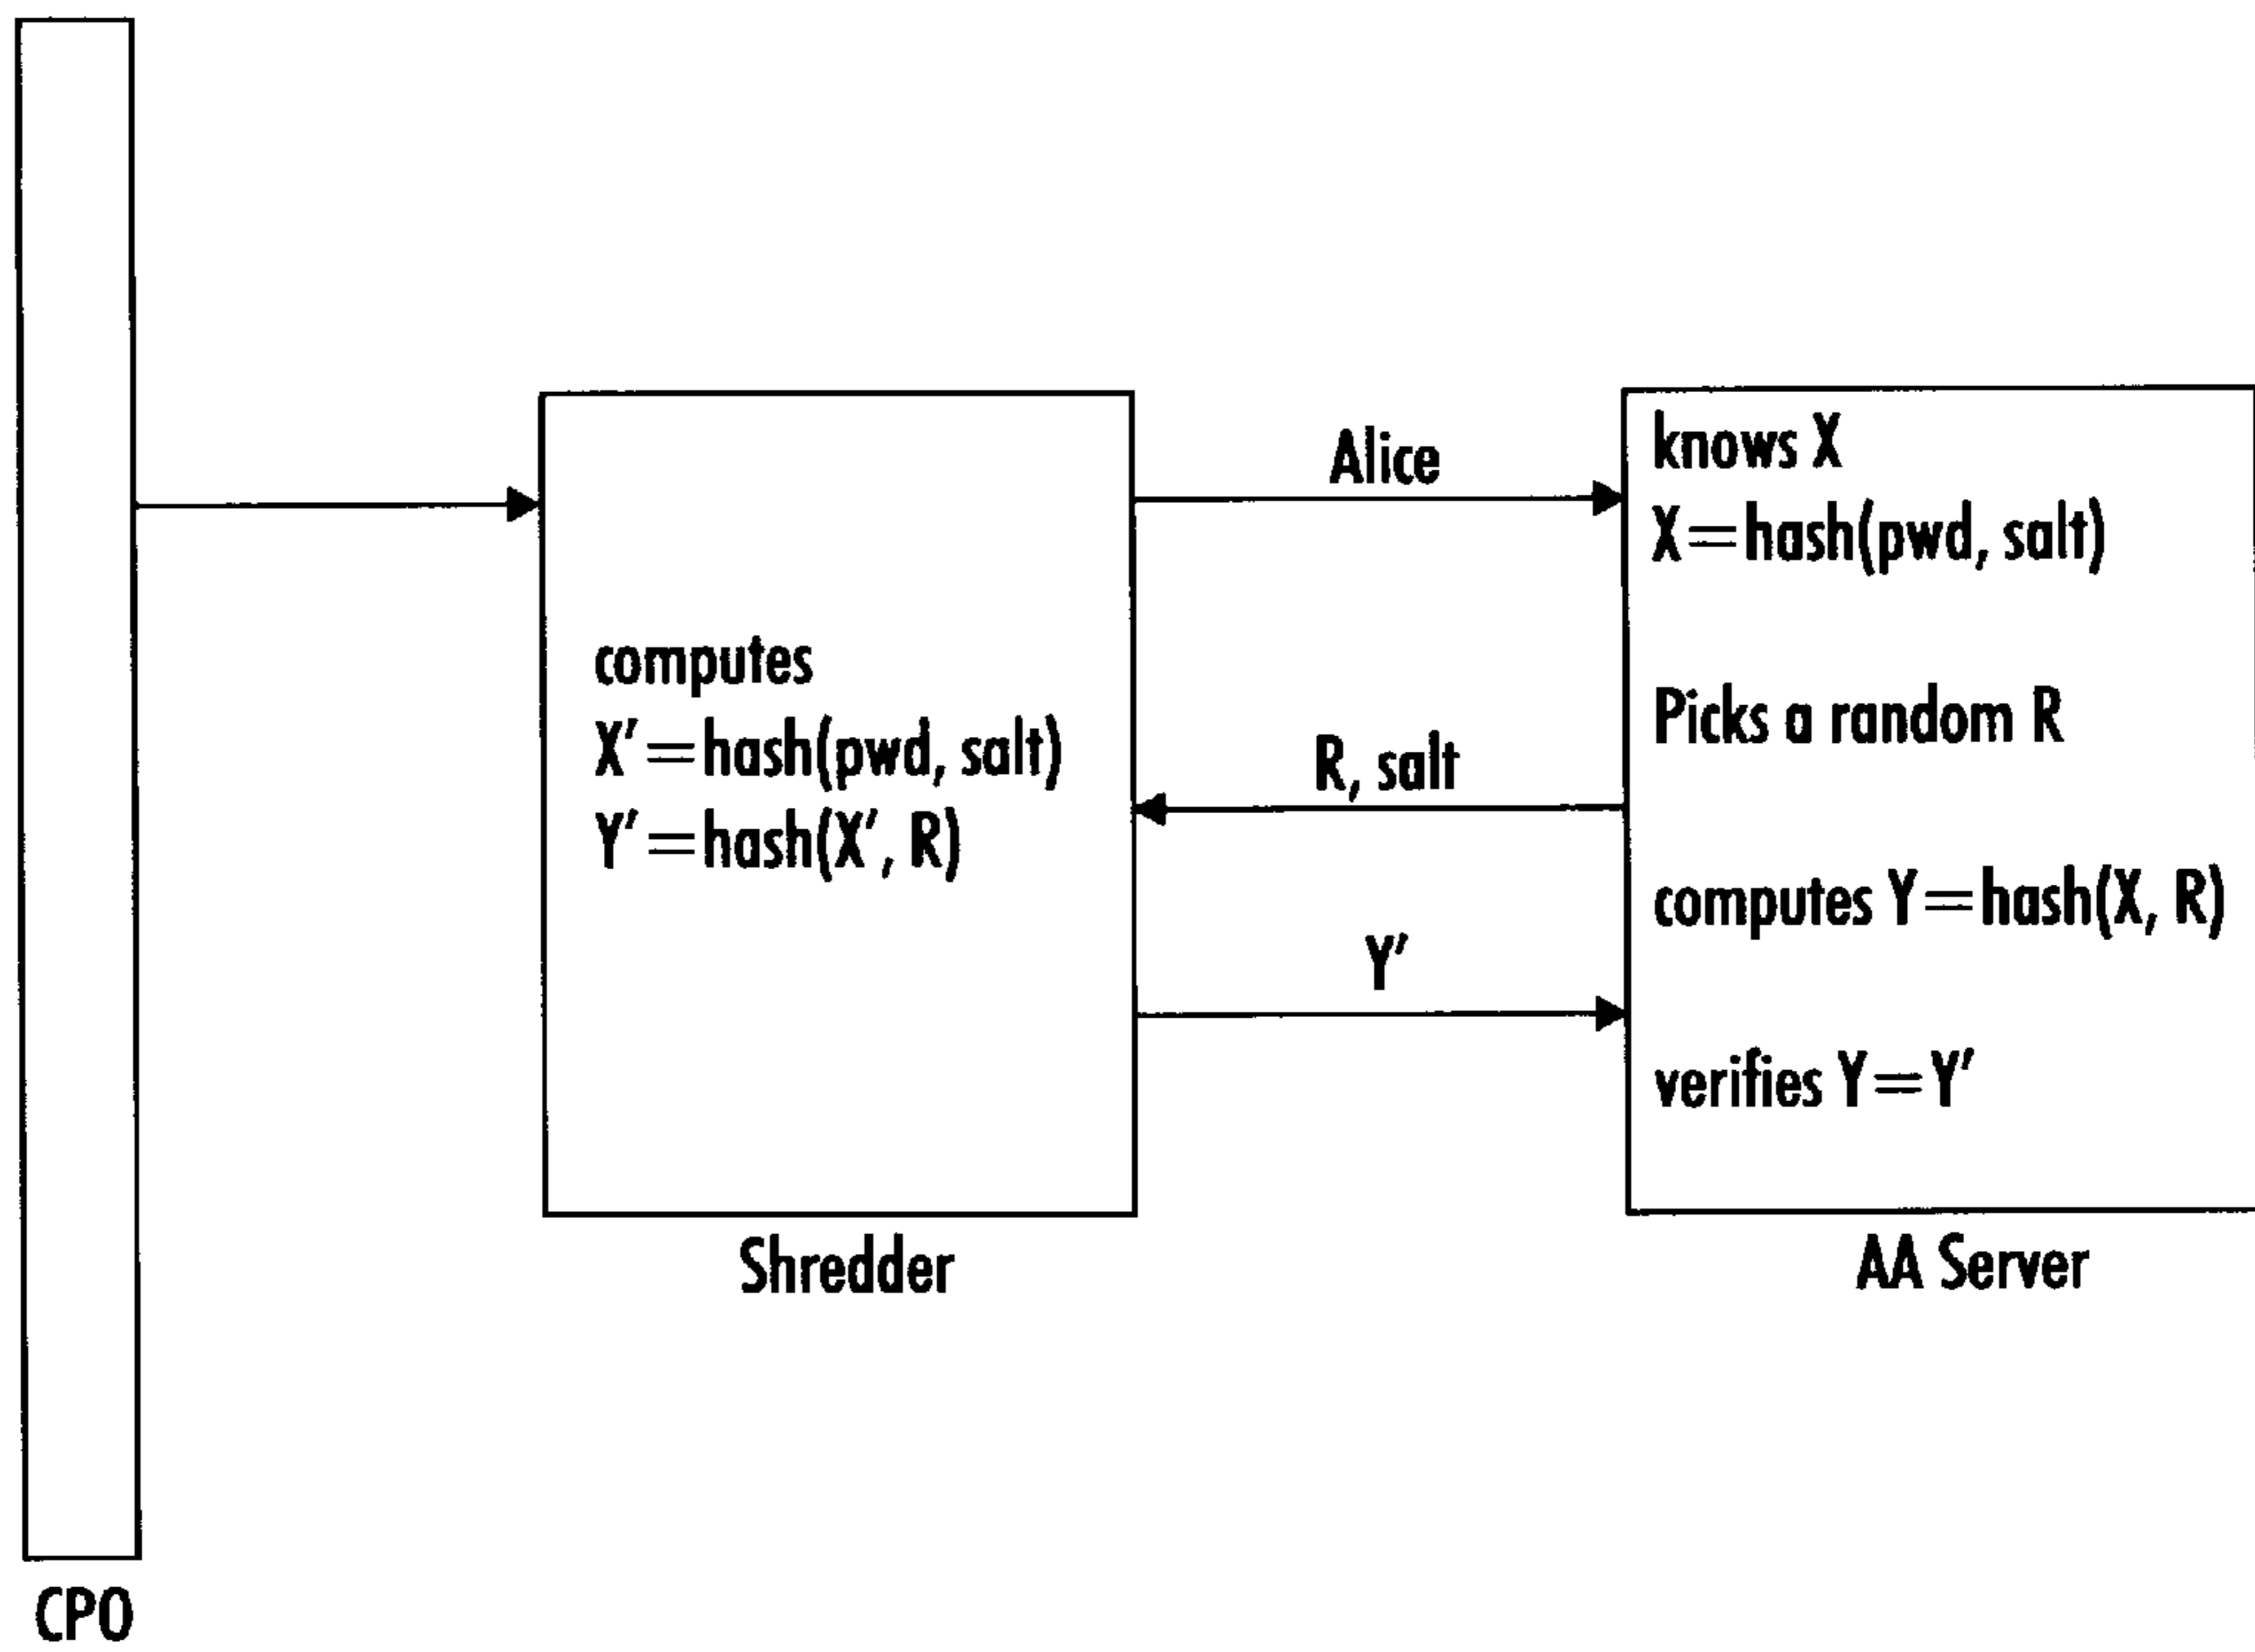 Alice
knows X
X=hash(pwd, salt)
computes
X'=hash(pwd, salt)
Y'=hash(X', R)
R, salt
Picks a random R
computes Y=hash(X, R)
Y'
verifies Y=Y'
Shredder
AA Server
CPO